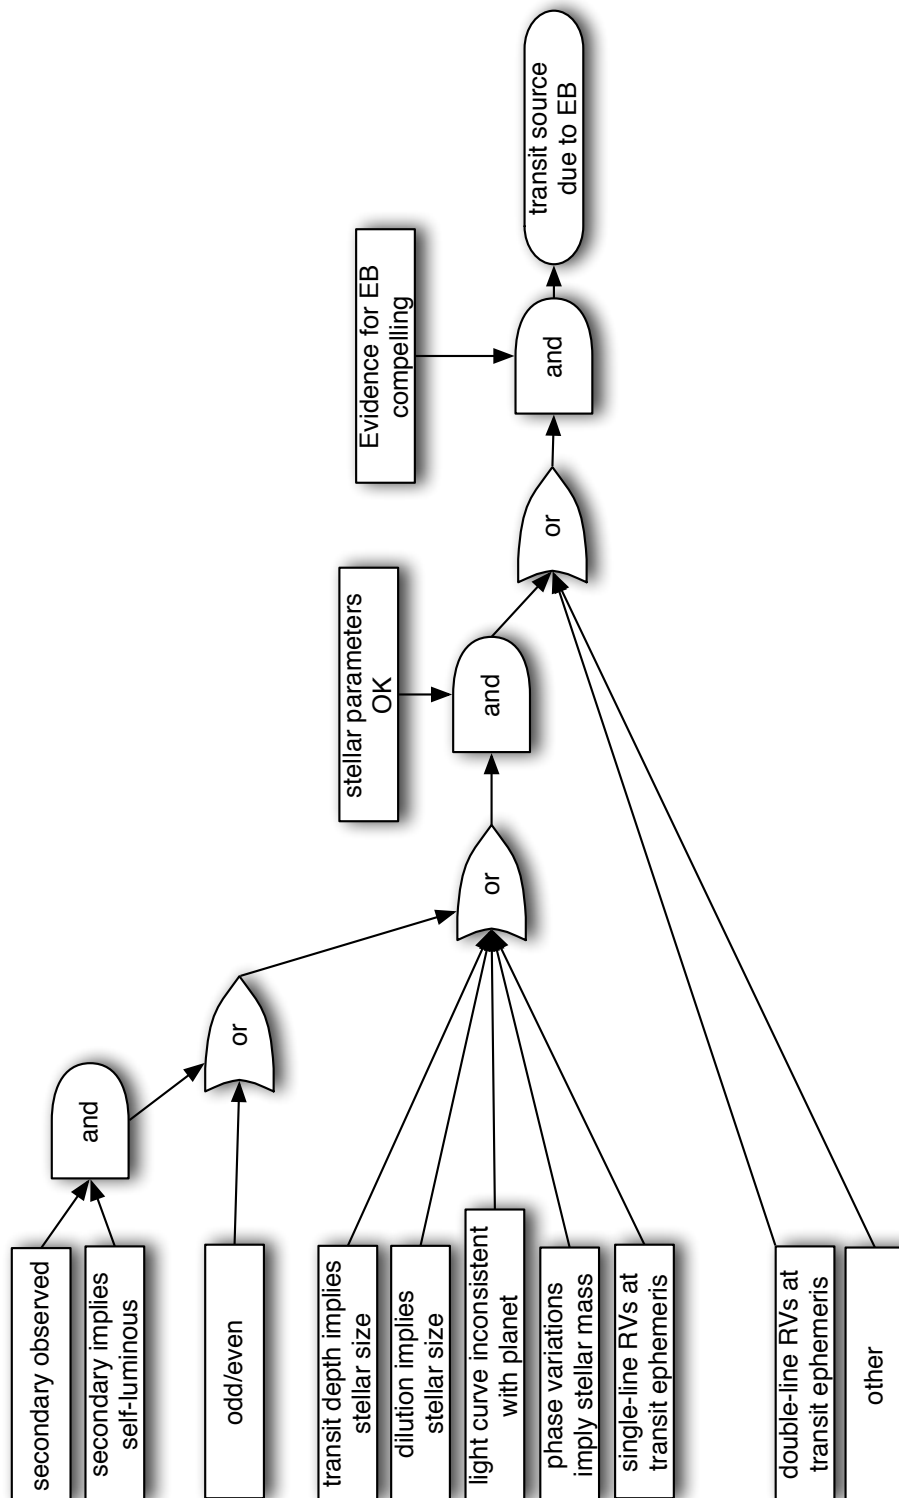 secondary observed
secondary implies
self-luminous
and
odd/even
or
transit depth implies
stellar size
dilution implies
stellar size
light curve inconsistent
with planet
phase variations
imply stellar mass
single-line RVs at
transit ephemeris
or
stellar parameters
OK
and
double-line RVs at
transit ephemeris
other
or
Evidence for EB
compelling
and
transit source
due to EB